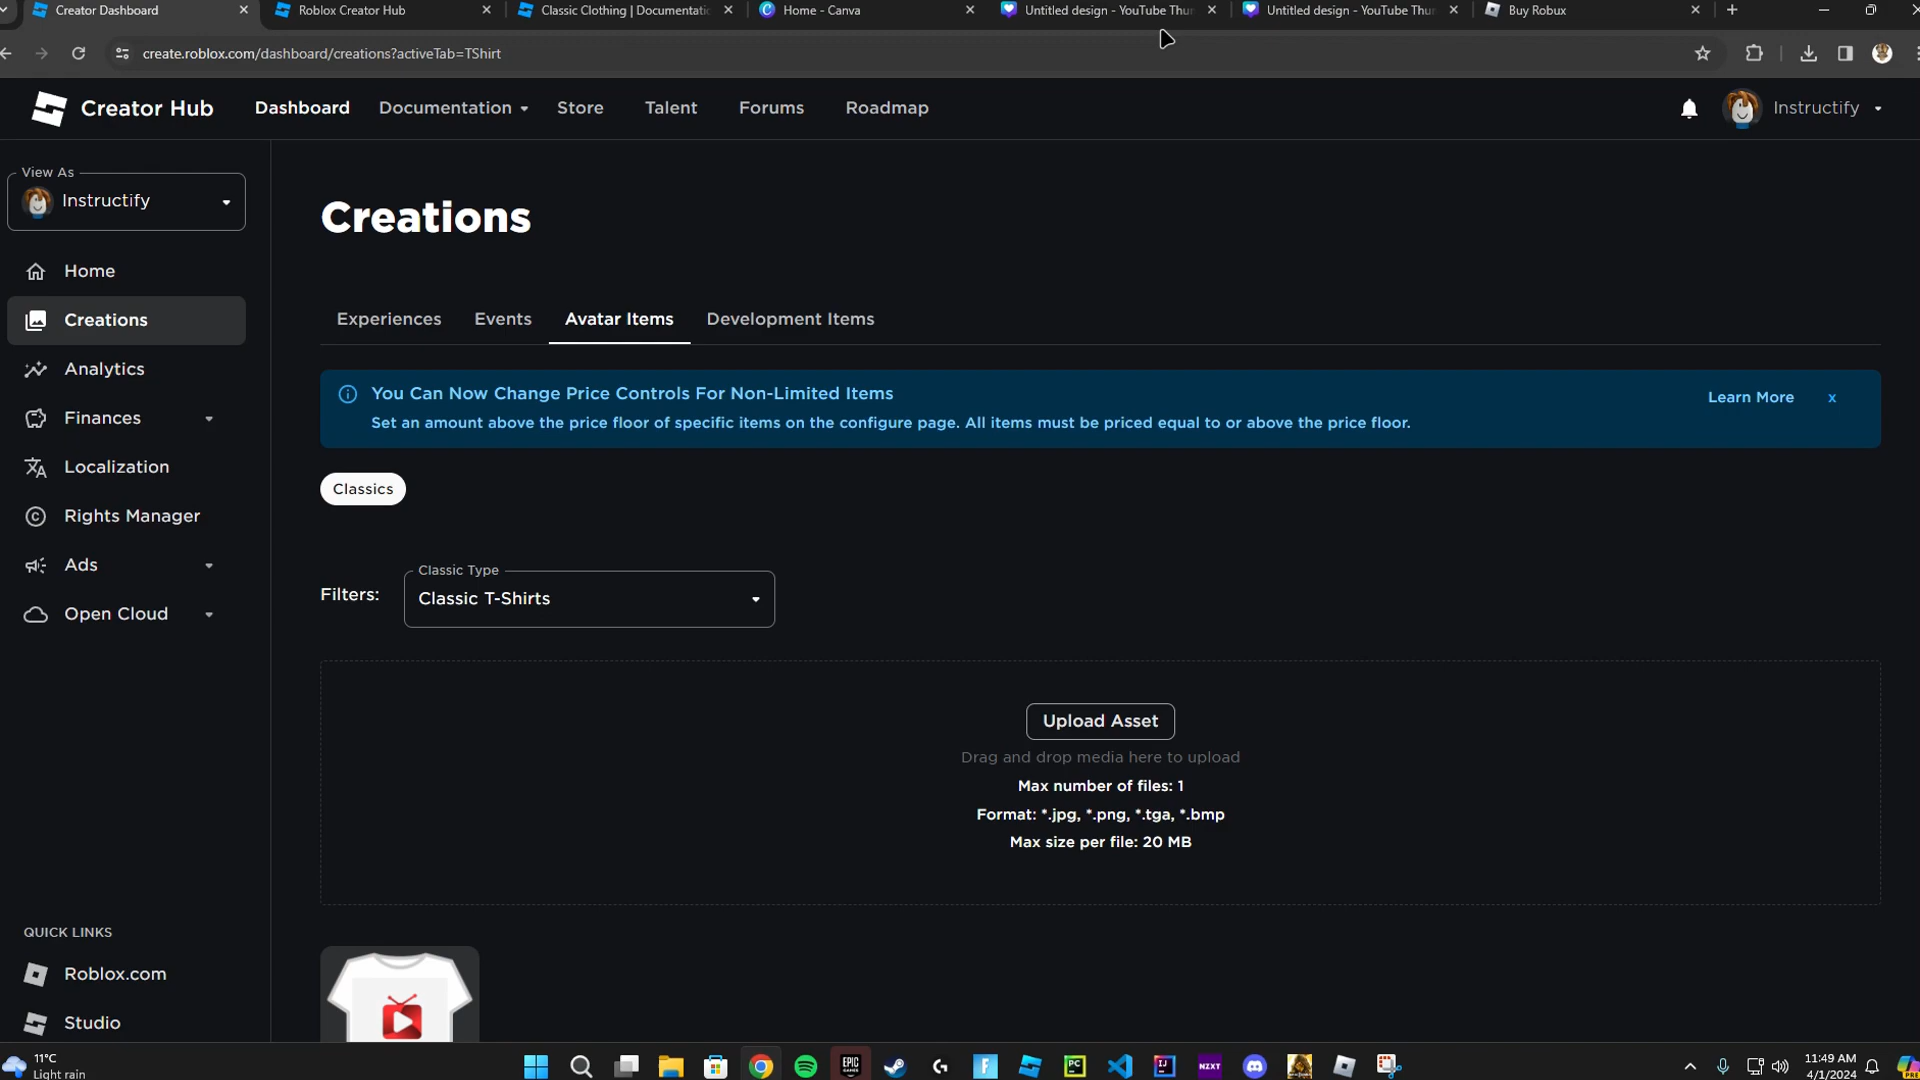 Creator Dashboard
Roblox Creator Hub
Classic Clothing | Documentatio
Home - Canva
Untitled design - YouTube Thu
Untitled design - YouTube Thu
Buy Robux
create.roblox.com/dashboard/creations?activeTab=TShirt
Creator Hub
Dashboard
Documentation
Store
Talent
Forums
Roadmap
Instructify
View As
Instructify
Home
Creations
Analytics
Finances
Localization
Rights Manager
Ads
Open Cloud
QUICK LINKS
Roblox.com
Studio
Creations
Experiences
Events
Avatar Items
Development Items
You Can Now Change Price Controls For Non-Limited Items
Set an amount above the price floor of specific items on the configure page. All items must be priced equal to or above the price floor.
Learn More
x
Classics
Filters:
Classic Type
Classic T-Shirts
Upload Asset
Drag and drop media here to upload
Max number of files: 1
Format: *.jpg, *.png, *.tga, *.bmp
Max size per file: 20 MB
11°C
Light rain
EPIC
GAMES
PC
IJ
NZXT
11:49 AM
4/1/2024
PRE